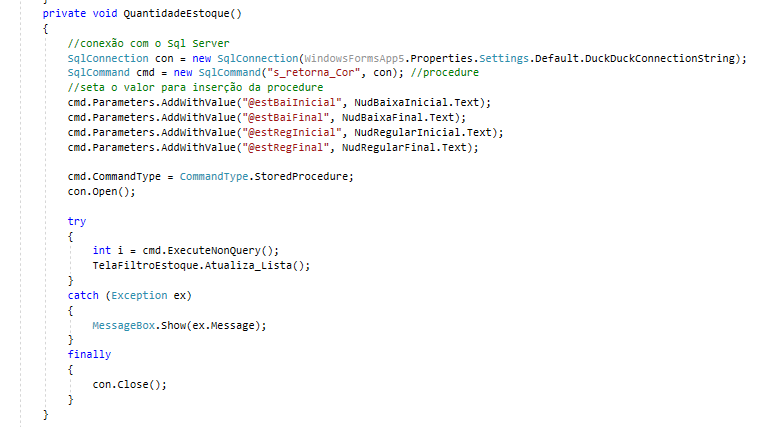 private void QuantidadeEstoque()
{
//conexão com o Sql Server
SqlConnection con = new SqlConnection(WindowsFormsApp5.Properties.Settings.Default.DuckDuckConnectionString);
SqlCommand cmd = new SqlCommand("s_retorna_Cor", con); //procedure
//seta o valor para inserção da procedure
cmd.Parameters.AddWithValue("@estBaiInicial", NudBaixaInicial.Text);
cmd.Parameters.AddWithValue("@estBaiFinal", NudBaixaFinal.Text);
cmd.Parameters.AddWithValue("@estRegInicial", NudRegularInicial.Text);
cmd.Parameters.AddWithValue("@estRegFinal", NudRegularFinal.Text);
cmd.CommandType = CommandType.StoredProcedure;
con.Open();
try
{
int i = cmd.ExecuteNonQuery();
TelaFiltroEstoque.Atualiza_Lista();
}
catch (Exception ex)
{
MessageBox.Show(ex.Message);
}
finally
{
con.Close();
}
}